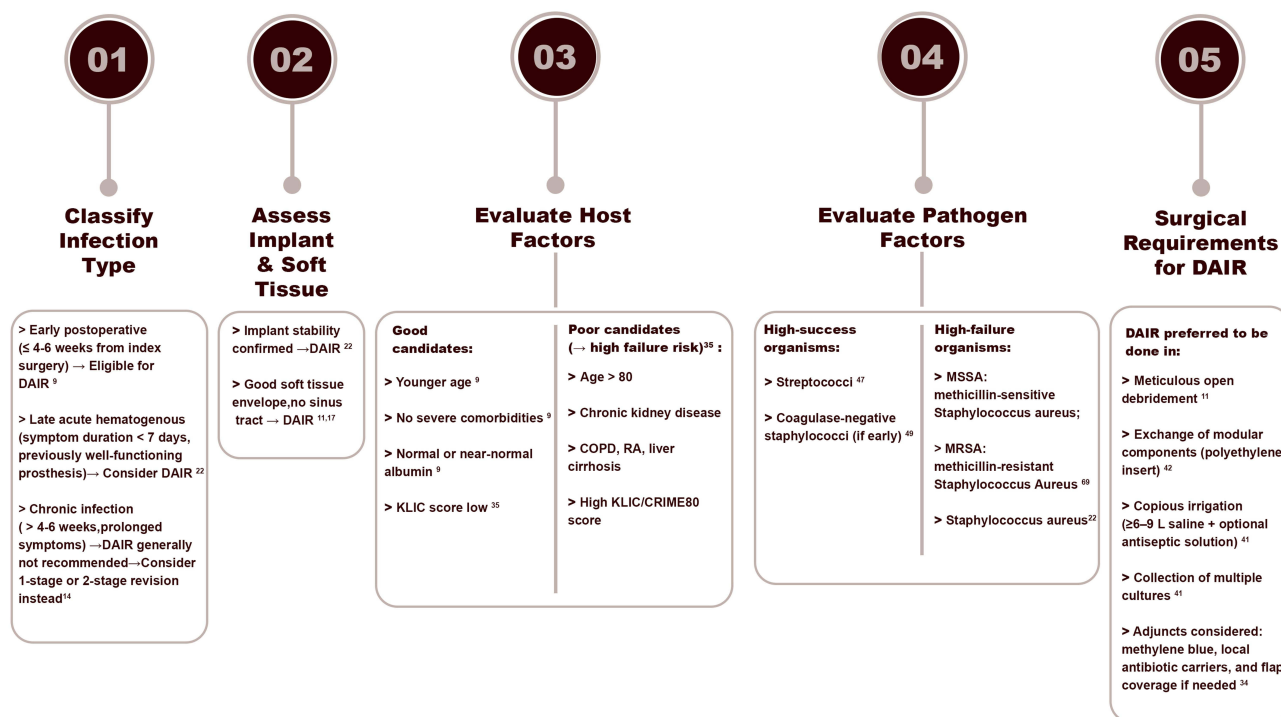 01
Classify
Infection
Type
> Early postoperative
(≤ 4-6 weeks from index
surgery) → Eligible for
DAIR ⁹
> Late acute hematogenous
(symptom duration < 7 days,
previously well-functioning
prosthesis)→ Consider DAIR ²²
> Chronic infection
( > 4-6 weeks,prolonged
symptoms) →DAIR generally
not recommended→Consider
1-stage or 2-stage revision
instead¹⁴
02
Assess
Implant
& Soft
Tissue
> Implant stability
confirmed →DAIR ²²
> Good soft tissue
envelope,no sinus
tract → DAIR ¹¹,¹⁷
03
Evaluate Host
Factors
Good
candidates:
> Younger age ⁹
> No severe comorbidities ⁹
> Normal or near-normal
albumin ⁹
> KLIC score low ³⁵
Poor candidates
(→ high failure risk)³⁵ :
> Age > 80
> Chronic kidney disease
> COPD, RA, liver
cirrhosis
> High KLIC/CRIME80
score
04
Evaluate Pathogen
Factors
High-success
organisms:
> Streptococci ⁴⁷
> Coagulase-negative
staphylococci (if early) ⁴⁹
High-failure
organisms:
> MSSA:
methicillin-sensitive
Staphylococcus aureus;
> MRSA:
methicillin-resistant
Staphylococcus Aureus ⁶⁹
> Staphylococcus aureus²²
05
Surgical
Requirements
for DAIR
DAIR preferred to be
done in:
> Meticulous open
debridement ¹¹
> Exchange of modular
components (polyethylene
insert) ⁴²
> Copious irrigation
(≥6–9 L saline + optional
antiseptic solution) ⁴¹
> Collection of multiple
cultures ⁴¹
> Adjuncts considered:
methylene blue, local
antibiotic carriers, and flap
coverage if needed ³⁴